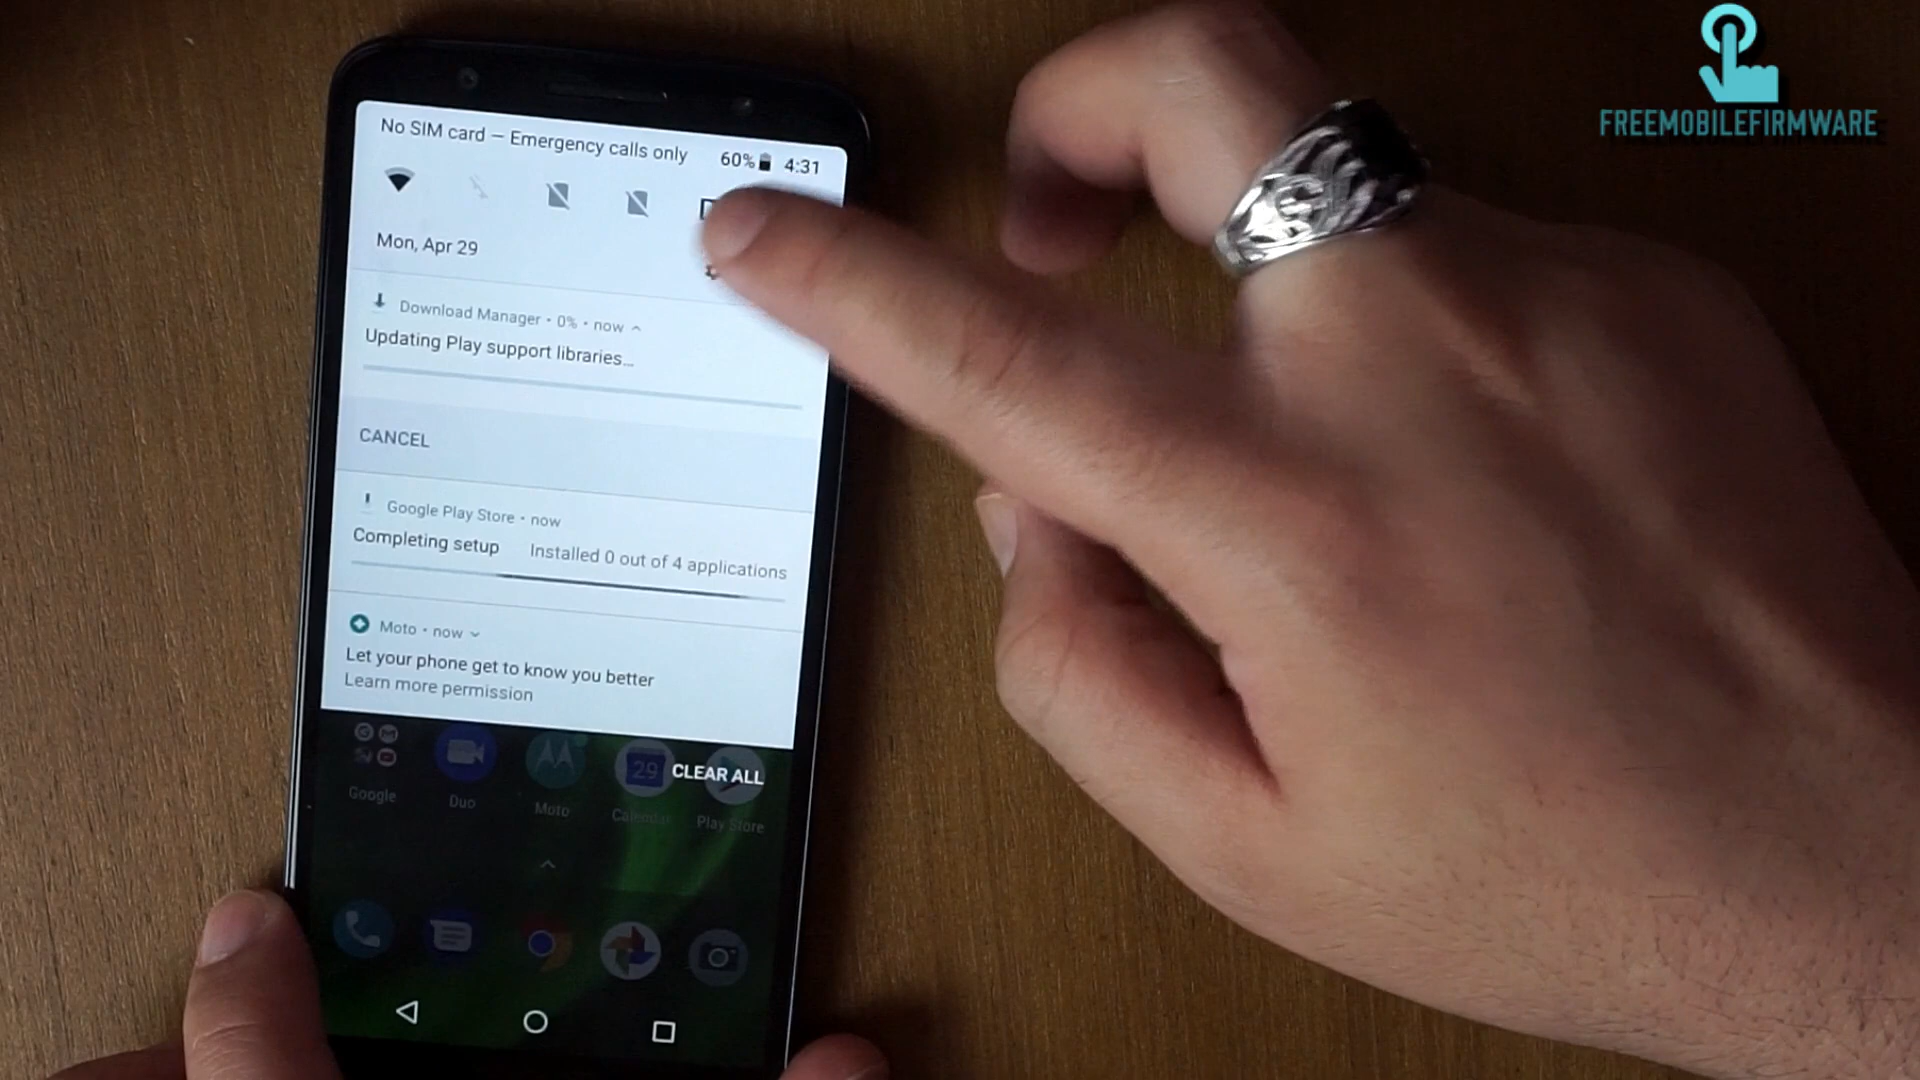 FREEMOBILEFIRMWARE
No SIM card – Emergency calls only 60% 4:31
Mon, Apr 29
Download Manager • 0% • now
Updating Play support libraries...
CANCEL
Google Play Store • now
Completing setup Installed 0 out of 4 applications
Moto • now
Let your phone get to know you better
Learn more permission
29 CLEAR ALL
Google Duo Moto Calendar Play Store